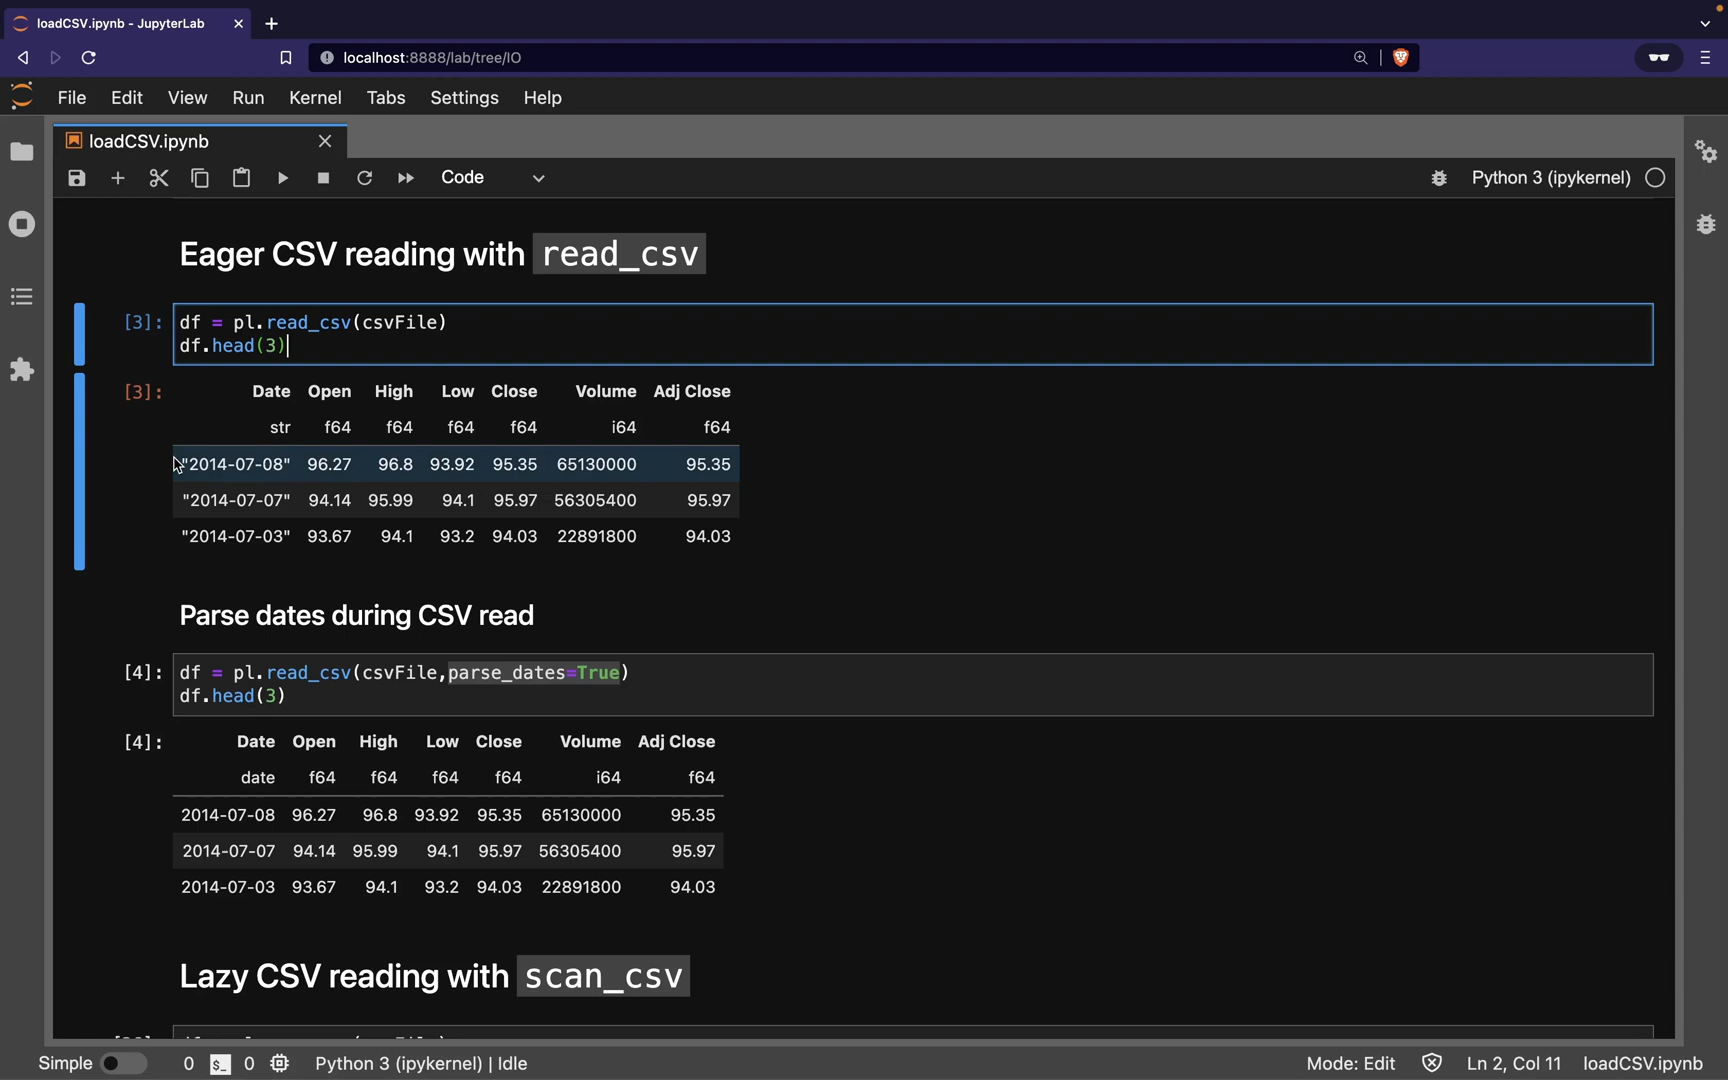 loadCSV.ipynb - JupyterLab
localhost:8888/lab/tree/IO
File Edit View Run Kernel Tabs Settings Help
loadCSV.ipynb
Code
Python 3 (ipykernel)
Eager CSV reading with read_csv
[3]: df = pl.read_csv(csvFile)
df.head(3)
[3]: Date Open High Low Close Volume Adj Close
str f64 f64 f64 f64 i64 f64
"2014-07-08" 96.27 96.8 93.92 95.35 65130000 95.35
"2014-07-07" 94.14 95.99 94.1 95.97 56305400 95.97
"2014-07-03" 93.67 94.1 93.2 94.03 22891800 94.03
Parse dates during CSV read
[4]: df = pl.read_csv(csvFile,parse_dates=True)
df.head(3)
[4]: Date Open High Low Close Volume Adj Close
date f64 f64 f64 f64 i64 f64
2014-07-08 96.27 96.8 93.92 95.35 65130000 95.35
2014-07-07 94.14 95.99 94.1 95.97 56305400 95.97
2014-07-03 93.67 94.1 93.2 94.03 22891800 94.03
Lazy CSV reading with scan_csv
Simple 0 $_ 0 Python 3 (ipykernel) | Idle Mode: Edit Ln 2, Col 11 loadCSV.ipynb